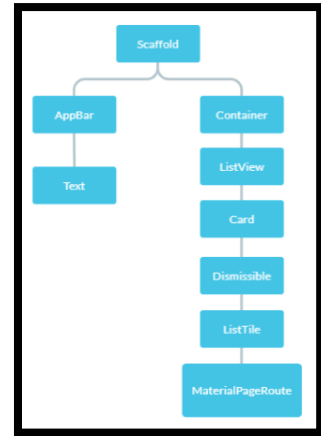 Scaffold
AppBar
Container
Text
ListView
Card
Dismissible
ListTile
MaterialPageRoute